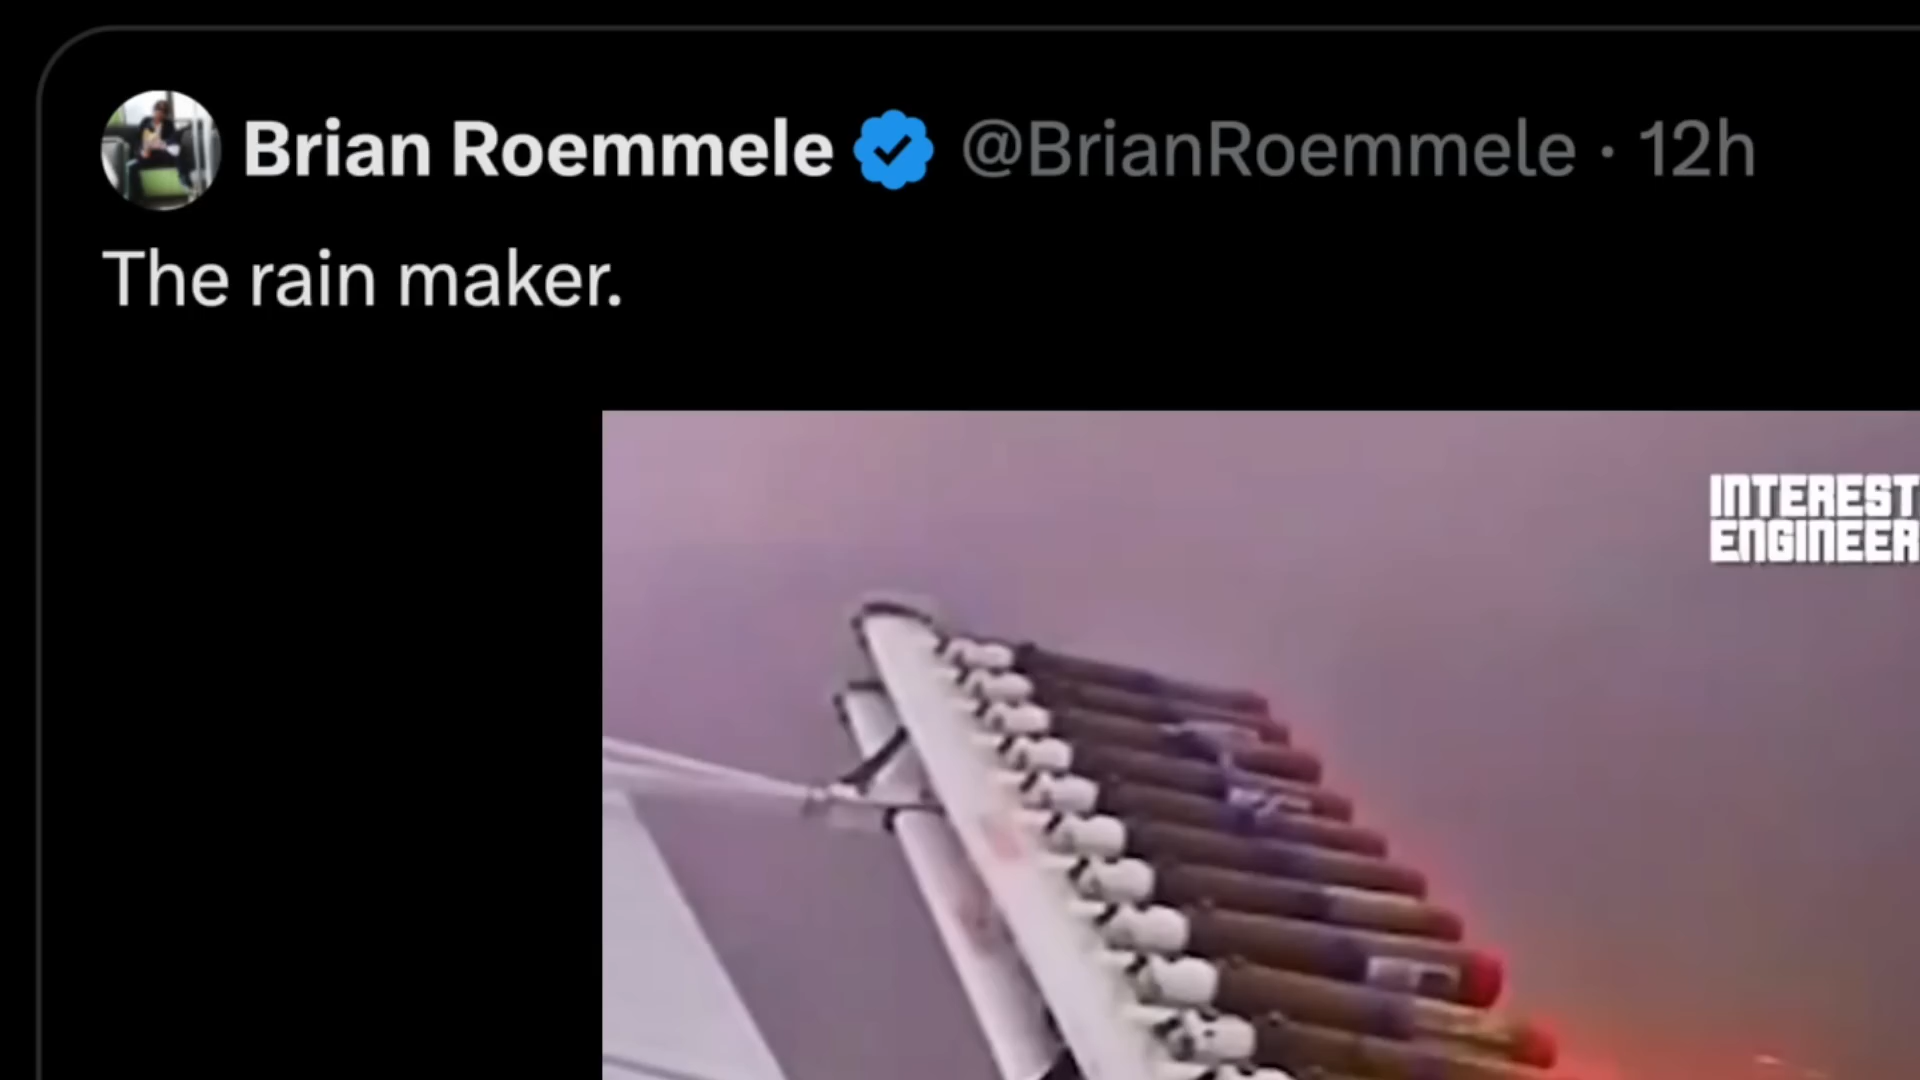 Brian Roemmele @BrianRoemmele · 12h
The rain maker.
INTEREST
ENGINEER